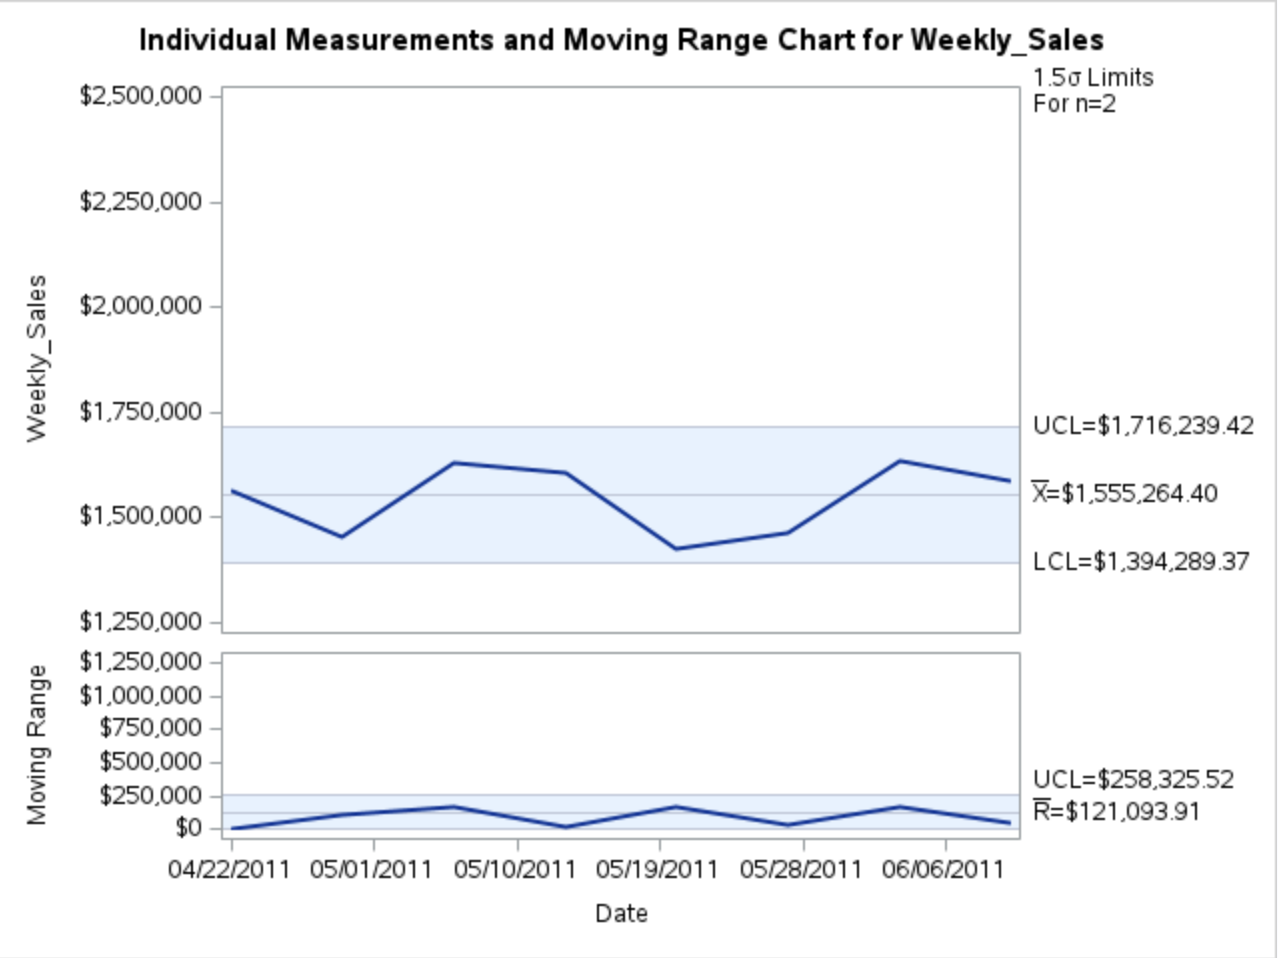 Individual Measurements and Moving Range Chart for Weekly_Sales
1.5σ Limits
For n=2
$2,500,000
$2,250,000
$2,000,000
$1,750,000
$1,500,000
$1,250,000
Weekly_Sales
UCL=$1,716,239.42
X̅=$1,555,264.40
LCL=$1,394,289.37
$1,250,000
$1,000,000
$750,000
$500,000
$250,000
$0
Moving Range
UCL=$258,325.52
R̅=$121,093.91
04/22/2011 05/01/2011 05/10/2011 05/19/2011 05/28/2011 06/06/2011
Date